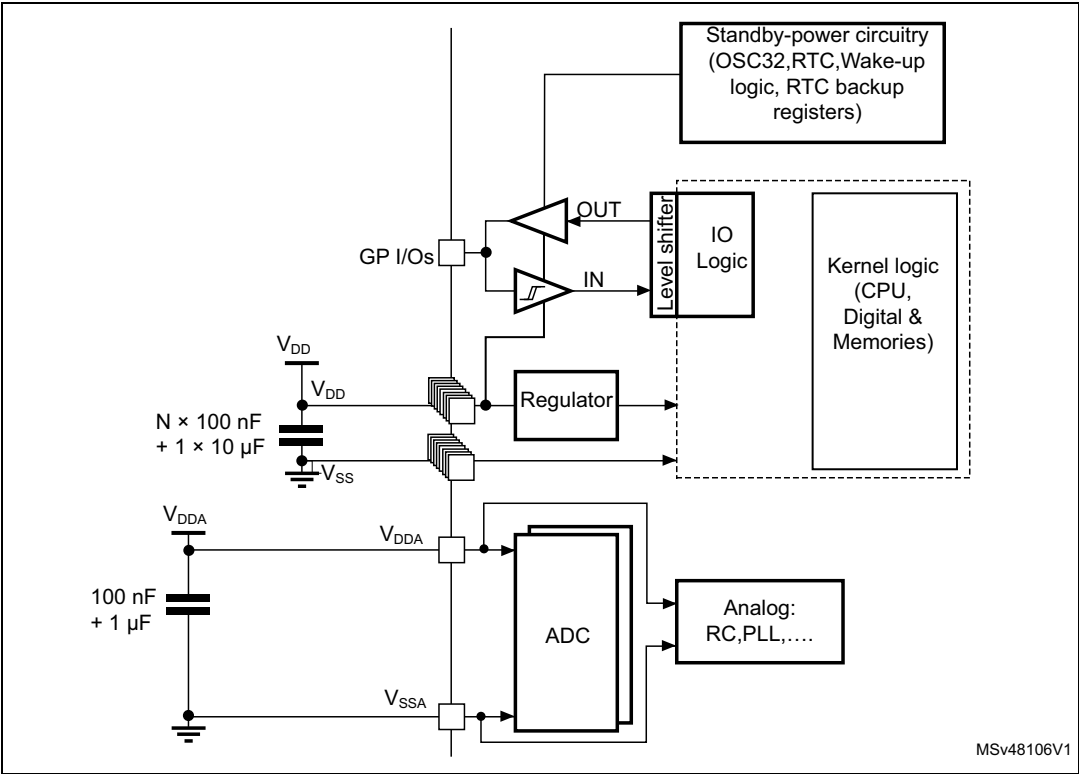 Standby-power circuitry
(OSC32,RTC,Wake-up
logic, RTC backup
registers)
OUT
Level shifter
IO
Logic
GP I/Os
IN
Kernel logic
(CPU,
Digital &
Memories)
VDD
VDD
Regulator
N × 100 nF
+ 1 × 10 µF
VSS
VDDA
VDDA
100 nF
+ 1 µF
ADC
Analog:
RC,PLL,….
VSSA
MSv48106V1